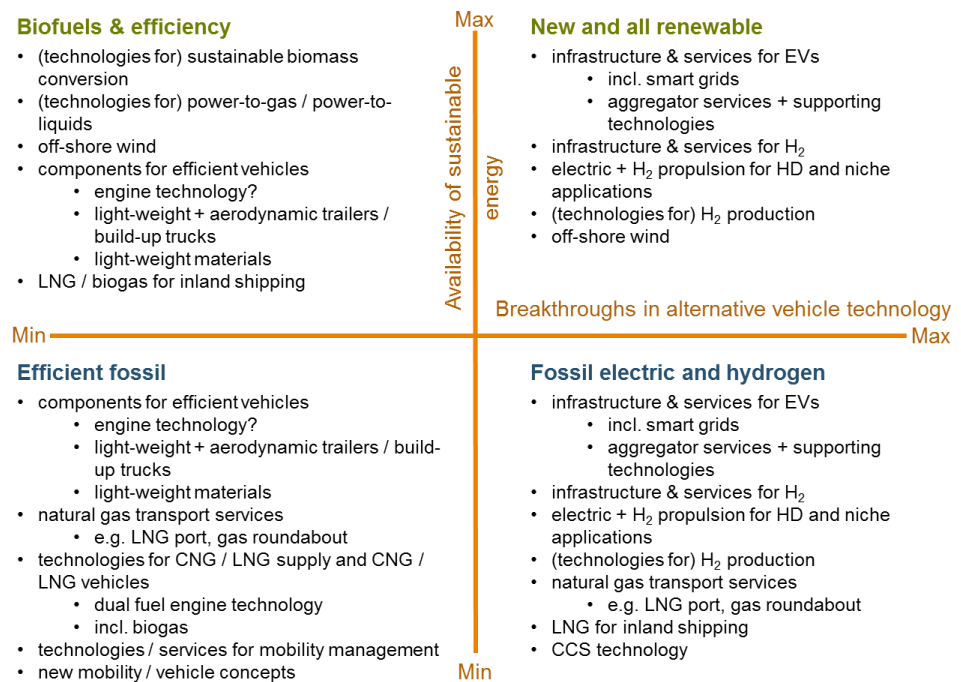 Biofuels & efficiency
• (technologies for) sustainable biomass
conversion
• (technologies for) power-to-gas / power-to-
liquids
• off-shore wind
• components for efficient vehicles
• engine technology?
• light-weight + aerodynamic trailers /
build-up trucks
• light-weight materials
• LNG / biogas for inland shipping
Max
Availability of sustainable
energy
New and all renewable
• infrastructure & services for EVs
• incl. smart grids
• aggregator services + supporting
technologies
• infrastructure & services for H₂
• electric + H₂ propulsion for HD and niche
applications
• (technologies for) H₂ production
• off-shore wind
Breakthroughs in alternative vehicle technology
Min
Max
Efficient fossil
• components for efficient vehicles
• engine technology?
• light-weight + aerodynamic trailers / build-
up trucks
• light-weight materials
• natural gas transport services
• e.g. LNG port, gas roundabout
• technologies for CNG / LNG supply and CNG /
LNG vehicles
• dual fuel engine technology
• incl. biogas
• technologies / services for mobility management
• new mobility / vehicle concepts
Fossil electric and hydrogen
• infrastructure & services for EVs
• incl. smart grids
• aggregator services + supporting
technologies
• infrastructure & services for H₂
• electric + H₂ propulsion for HD and niche
applications
• (technologies for) H₂ production
• natural gas transport services
• e.g. LNG port, gas roundabout
• LNG for inland shipping
• CCS technology
Min